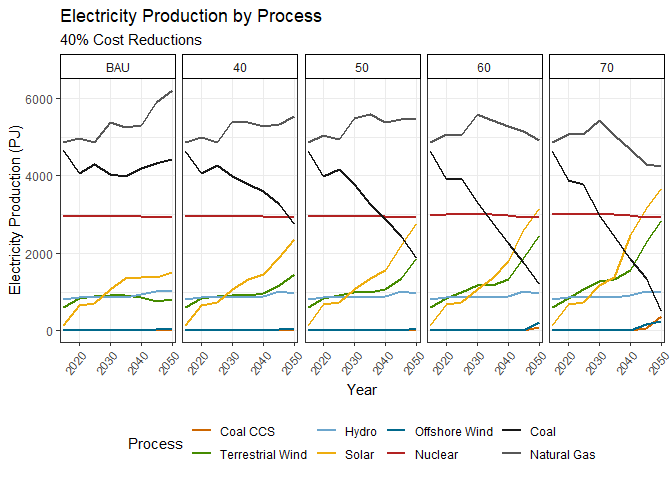 Electricity Production by Process
40% Cost Reductions
BAU 40 50 60 70
Electricity Production (PJ)
6000
4000
2000
0
2020 2030 2040 2050 2020 2030 2040 2050 2020 2030 2040 2050 2020 2030 2040 2050 2020 2030 2040 2050
Year
Process
Coal CCS Hydro Offshore Wind Coal
Terrestrial Wind Solar Nuclear Natural Gas